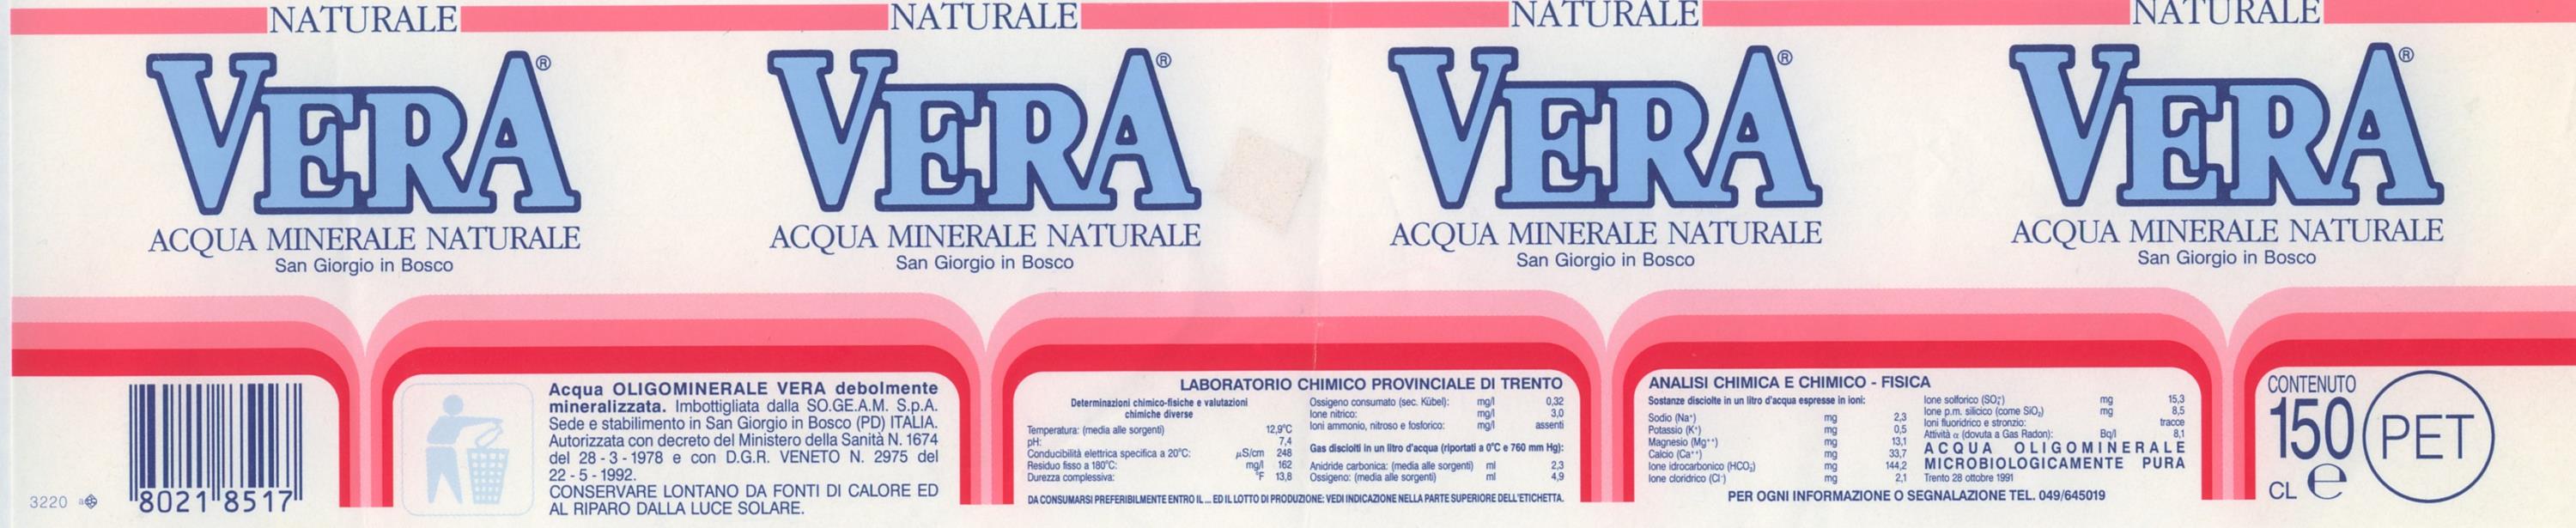 NATURALE
VERA®
ACQUA MINERALE NATURALE
San Giorgio in Bosco
NATURALE
VERA®
ACQUA MINERALE NATURALE
San Giorgio in Bosco
NATURALE
VERA®
ACQUA MINERALE NATURALE
San Giorgio in Bosco
NATURALE
VERA®
ACQUA MINERALE NATURALE
San Giorgio in Bosco
3220
80218517
Acqua OLIGOMINERALE VERA debolmente
mineralizzata. Imbottigliata dalla SO.GE.A.M. S.p.A.
Sede e stabilimento in San Giorgio in Bosco (PD) ITALIA.
Autorizzata con decreto del Ministero della Sanità N. 1674
del 28 - 3 - 1978 e con D.G.R. VENETO N. 2975 del
22 - 5 - 1992.
CONSERVARE LONTANO DA FONTI DI CALORE ED
AL RIPARO DALLA LUCE SOLARE.
LABORATORIO CHIMICO PROVINCIALE DI TRENTO
Determinazioni chimico-fisiche e valutazioni
chimiche diverse
Temperatura: (media alle sorgenti) 12,9°C
pH: 7,4
Conducibilità elettrica specifica a 20°C: µS/cm 248
Residuo fisso a 180°C: mg/l 162
Durezza complessiva: °F 13,8
Ossigeno consumato (sec. Kübel): mg/l 0,32
Ione nitrico: mg/l 3,0
Ioni ammonio, nitroso e fosforico: mg/l assenti
Gas disciolti in un litro d'acqua (riportati a 0°C e 760 mm Hg):
Anidride carbonica: (media alle sorgenti) ml 2,3
Ossigeno: (media alle sorgenti) ml 4,9
DA CONSUMARSI PREFERIBILMENTE ENTRO IL ... ED IL LOTTO DI PRODUZIONE: VEDI INDICAZIONE NELLA PARTE SUPERIORE DELL'ETICHETTA.
ANALISI CHIMICA E CHIMICO - FISICA
Sostanze disciolte in un litro d'acqua espresse in ioni:
Sodio (Na⁺) mg 2,3
Potassio (K⁺) mg 0,5
Magnesio (Mg⁺⁺) mg 13,1
Calcio (Ca⁺⁺) mg 33,7
Ione idrocarbonico (HCO₃⁻) mg 144,2
Ione cloridrico (Cl⁻) mg 2,1
Ione solforico (SO₄⁻) mg 15,3
Ione p.m. silicico (come SiO₂) mg 8,5
Ioni fluoridrico e stronzio: tracce
Attività α (dovuta a Gas Radon): Bq/l 8,1
ACQUA OLIGOMINERALE
MICROBIOLOGICAMENTE PURA
Trento 28 ottobre 1991
PER OGNI INFORMAZIONE O SEGNALAZIONE TEL. 049/645019
CONTENUTO
150
CL e
PET